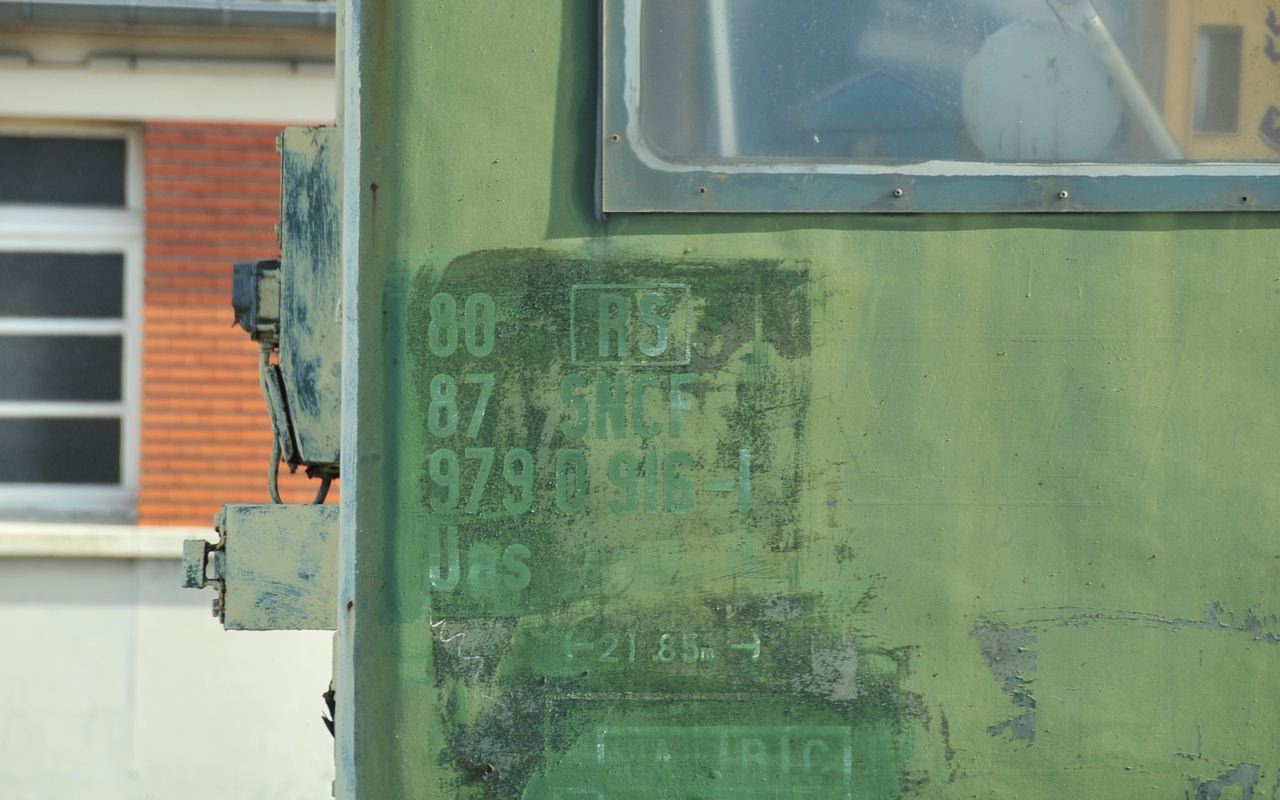 80 RS
87 SNCF
979 0 916-1
Uas
21.85m
A B C